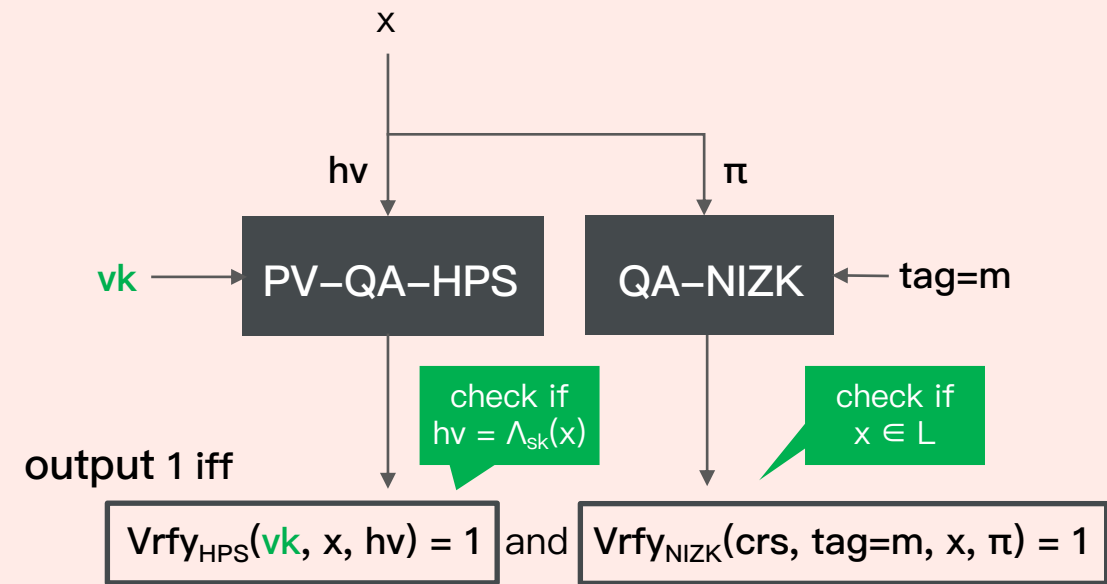 x
hv
π
vk
PV-QA-HPS
QA-NIZK
tag=m
check if
hv = Λsk(x)
check if
x ∈ L
output 1 iff
VrfyHPS(vk, x, hv) = 1 and VrfyNIZK(crs, tag=m, x, π) = 1